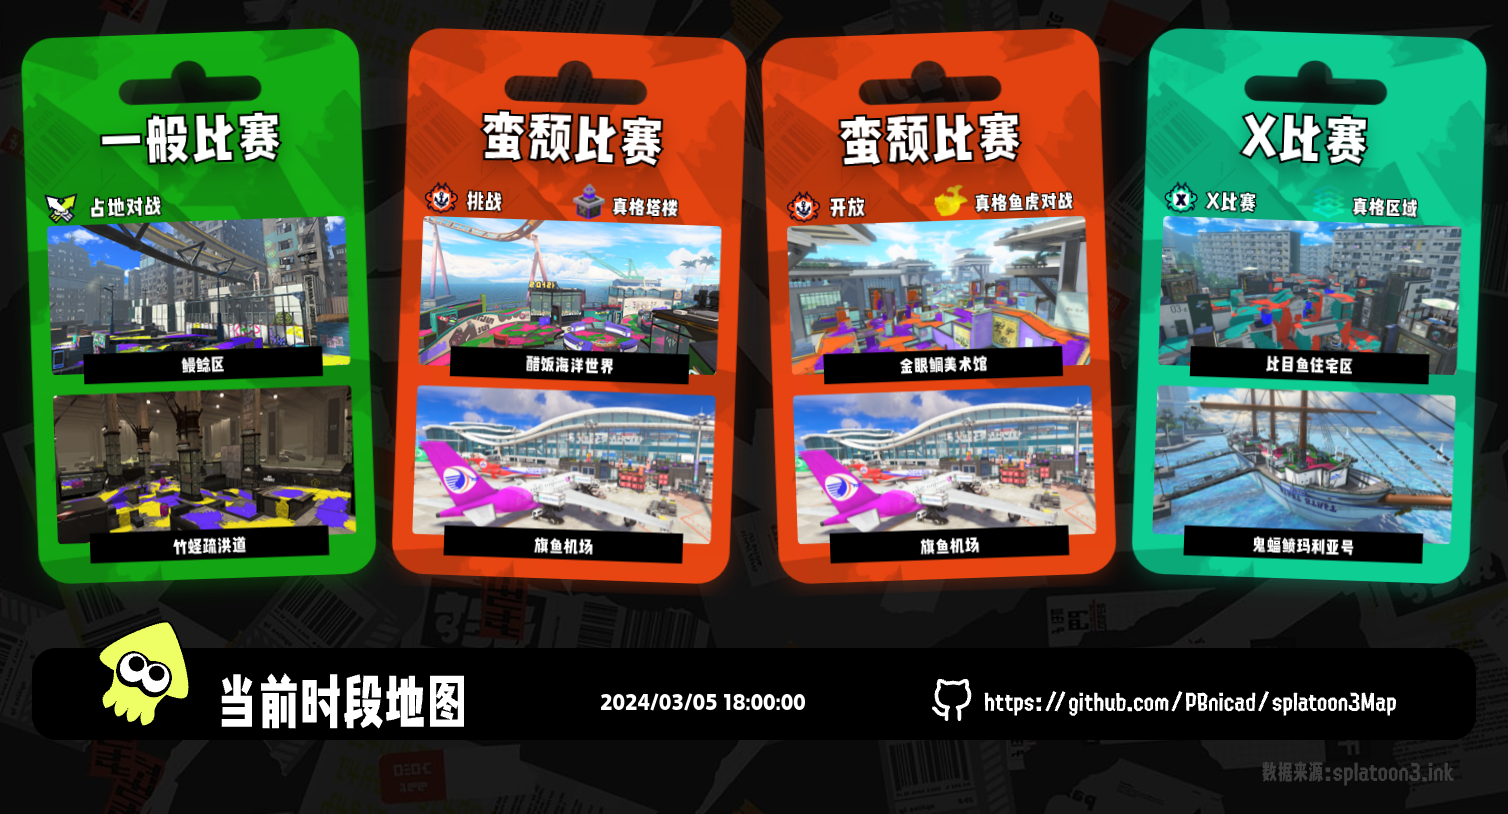 一般比赛
占地对战
鳗鲶区
竹蛏疏洪道
蛮颓比赛
挑战
真格塔楼
醋饭海洋世界
旗鱼机场
蛮颓比赛
开放
真格鱼虎对战
金眼鲷美术馆
旗鱼机场
X比赛
X比赛
真格区域
比目鱼住宅区
鬼蝠鲼玛利亚号
当前时段地图
2024/03/05 18:00:00
https://github.com/PBnicad/splatoon3Map
数据来源:splatoon3.ink